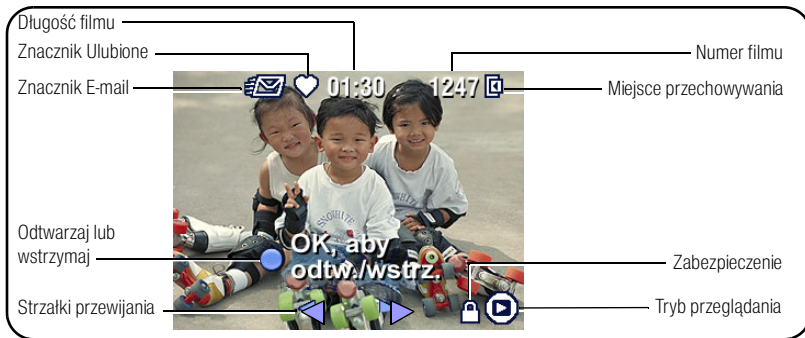 Długość filmu
Znacznik Ulubione
Numer filmu
Znacznik E-mail
01:30
1247
Miejsce przechowywania
SNOWHITE
Odtwarzaj lub
wstrzymaj
OK, aby
odtw./wstrz.
Zabezpieczenie
Strzałki przewijania
Tryb przeglądania